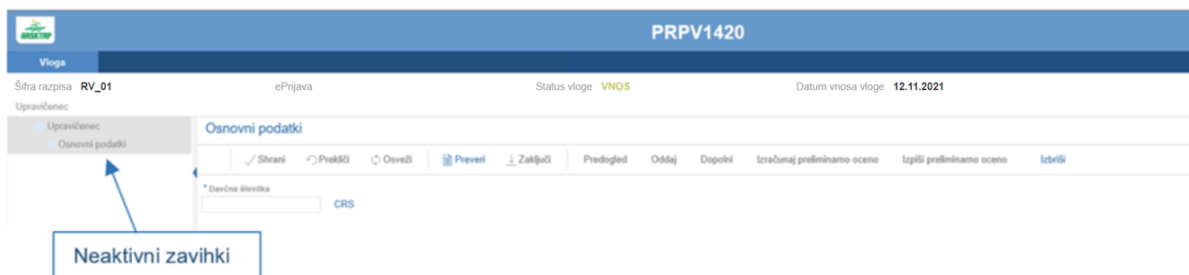 ARSKTRP
PRPV1420
Vloga
Šifra razpisa RV_01 ePrijava Status vloge VNOS Datum vnosa vloge 12.11.2021
Upravičenec
Upravičenec
Osnovni podatki
Osnovni podatki
Shrani Prekliči Osveži Preveri Zaključi Predogled Oddaj Dopolni Izračunaj preliminarno oceno Izpiši preliminarno oceno Izbriši
* Davčna številka
CRS
Neaktivni zavihki